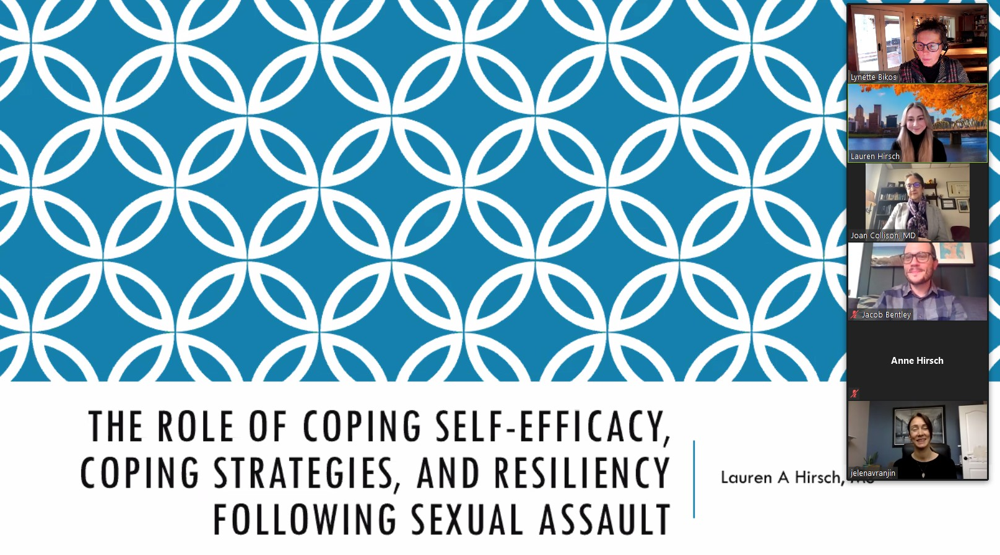 THE ROLE OF COPING SELF-EFFICACY,
COPING STRATEGIES, AND RESILIENCY
FOLLOWING SEXUAL ASSAULT
Lauren A Hirsch, MS
Lynette Bikos
Lauren Hirsch
Joan Collison, MD
Jacob Bentley
Anne Hirsch
jelenavranjin